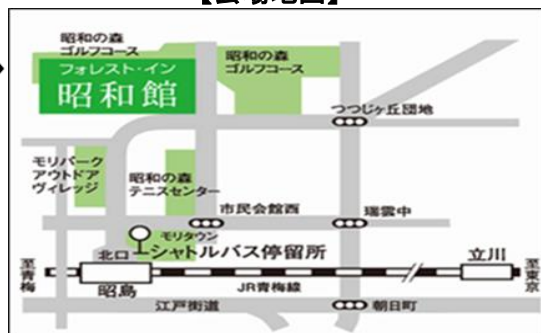 【会場地図】
昭和の森
ゴルフコース
昭和の森
ゴルフコース
フォレスト・イン
昭和館
つつじヶ丘団地
モリパーク
アウトドア
ヴィレッジ
昭和の森
テニスセンター
市民会館西
瑞雲中
モリタウン
シャトルバス停留所
北口
至青梅
昭島
JR青梅線
立川
至東京
江戸街道
朝日町